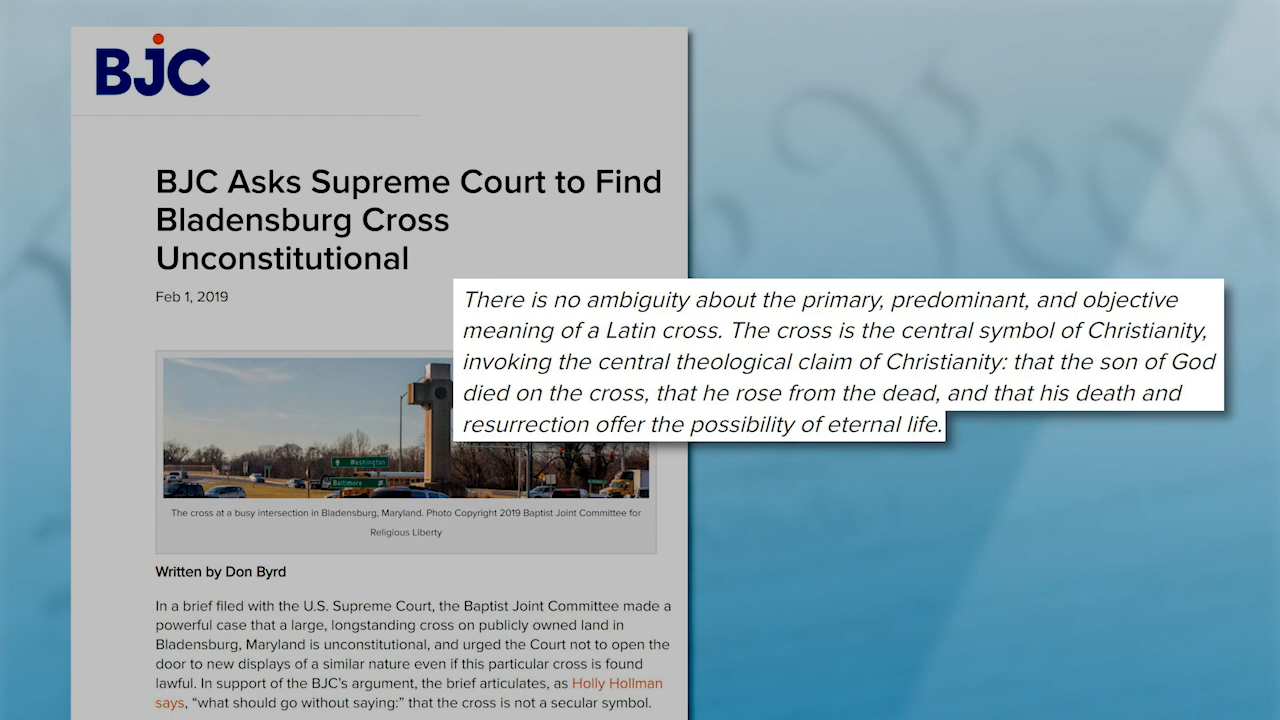 BJC
BJC Asks Supreme Court to Find
Bladensburg Cross
Unconstitutional
Feb 1, 2019
There is no ambiguity about the primary, predominant, and objective
meaning of a Latin cross. The cross is the central symbol of Christianity,
invoking the central theological claim of Christianity: that the son of God
died on the cross, that he rose from the dead, and that his death and
resurrection offer the possibility of eternal life.
Washington
Baltimore
The cross at a busy intersection in Bladensburg, Maryland. Photo Copyright 2019 Baptist Joint Committee for
Religious Liberty
Written by Don Byrd
In a brief filed with the U.S. Supreme Court, the Baptist Joint Committee made a
powerful case that a large, longstanding cross on publicly owned land in
Bladensburg, Maryland is unconstitutional, and urged the Court not to open the
door to new displays of a similar nature even if this particular cross is found
lawful. In support of the BJC's argument, the brief articulates, as Holly Hollman
says, “what should go without saying:” that the cross is not a secular symbol.